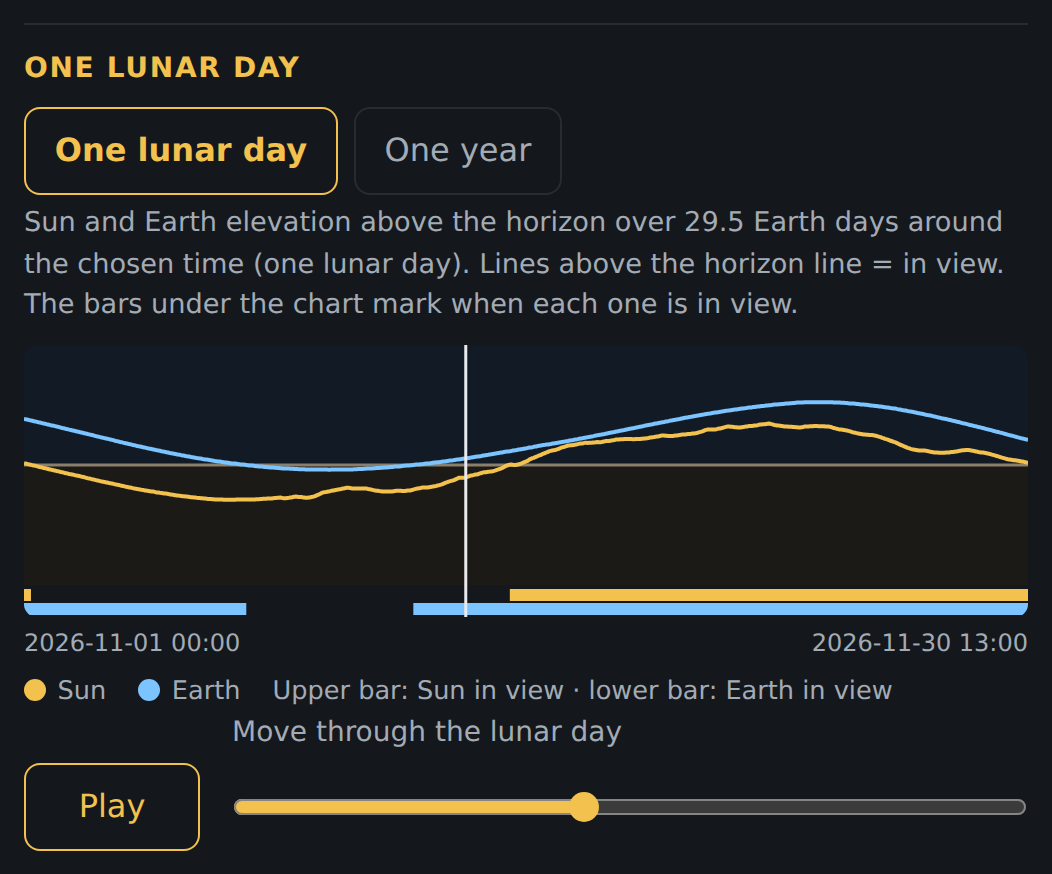 ONE LUNAR DAY
One lunar day
One year
Sun and Earth elevation above the horizon over 29.5 Earth days around
the chosen time (one lunar day). Lines above the horizon line = in view.
The bars under the chart mark when each one is in view.
2026-11-01 00:00
2026-11-30 13:00
Sun
Earth
Upper bar: Sun in view · lower bar: Earth in view
Move through the lunar day
Play